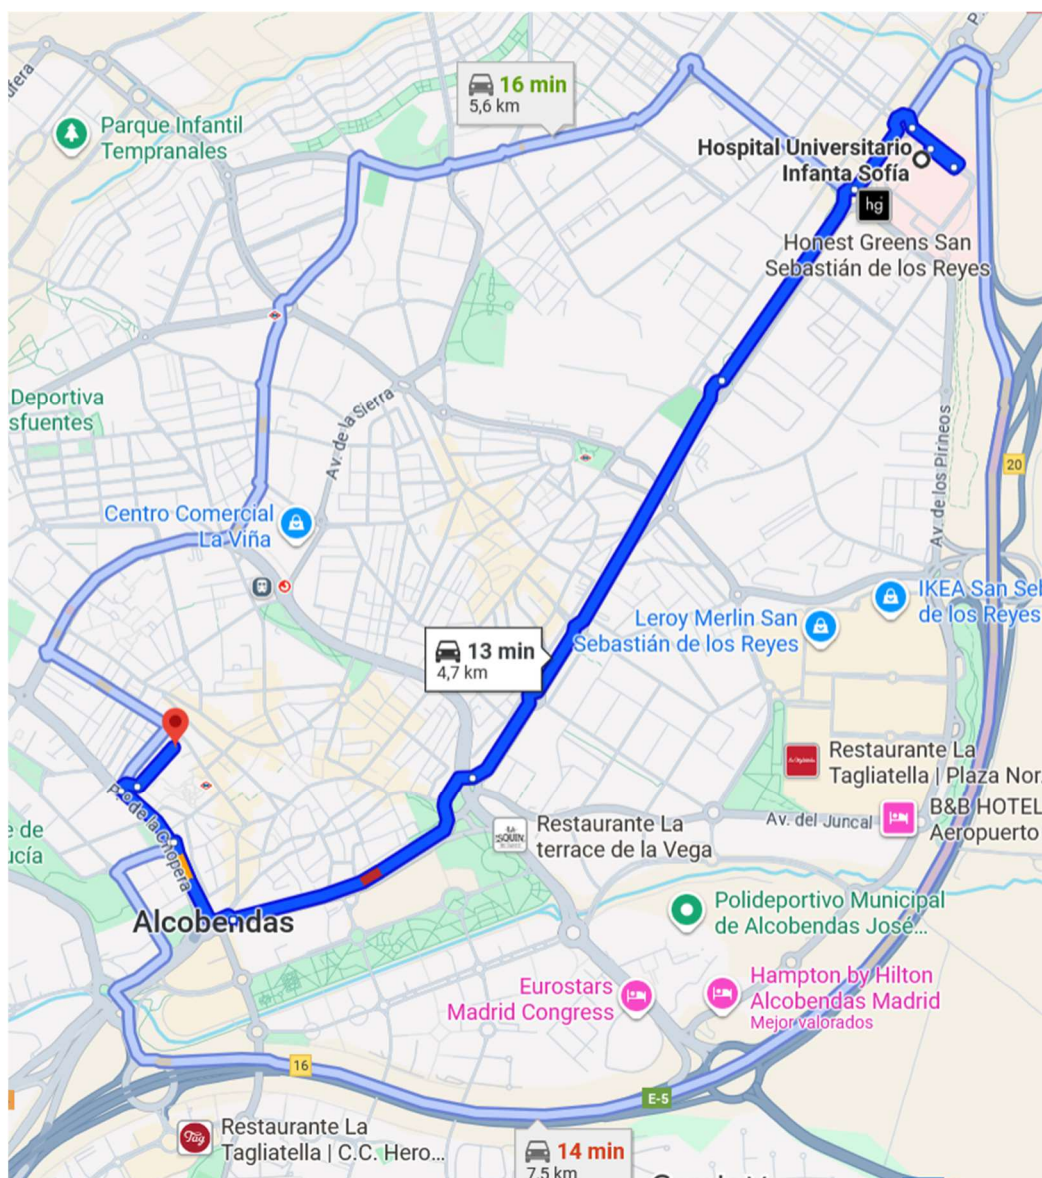 16 min
5,6 km
Parque Infantil
Tempranales
Hospital Universitario
Infanta Sofía
hg
Honest Greens San
Sebastián de los Reyes
Deportiva
sfuentes
Av. de la Sierra
Av. de los Pirineos
20
Centro Comercial
La Viña
IKEA San Se
de los Reyes
Leroy Merlin San
Sebastián de los Reyes
13 min
4,7 km
Restaurante La
Tagliatella | Plaza Nor...
B&B HOTEL
Aeropuerto
Av. del Juncal
Restaurante La
terrace de la Vega
P.º de la Chopera
e de
ucía
Alcobendas
Polideportivo Municipal
de Alcobendas José...
Eurostars
Madrid Congress
Hampton by Hilton
Alcobendas Madrid
Mejor valorados
16
E-5
Tag
Restaurante La
Tagliatella | C.C. Hero...
14 min
7,5 km